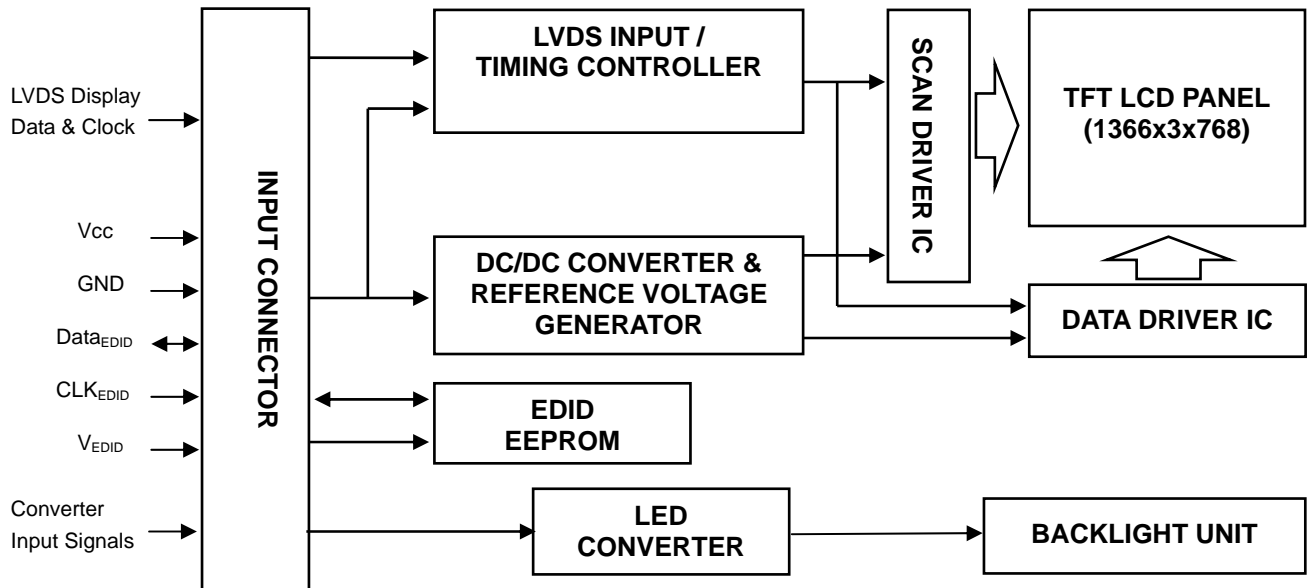 LVDS Display
Data & Clock
Vcc
GND
DataEDID
CLKEDID
VEDID
Converter
Input Signals
INPUT CONNECTOR
LVDS INPUT /
TIMING CONTROLLER
DC/DC CONVERTER &
REFERENCE VOLTAGE
GENERATOR
EDID
EEPROM
LED
CONVERTER
SCAN DRIVER IC
TFT LCD PANEL
(1366x3x768)
DATA DRIVER IC
BACKLIGHT UNIT